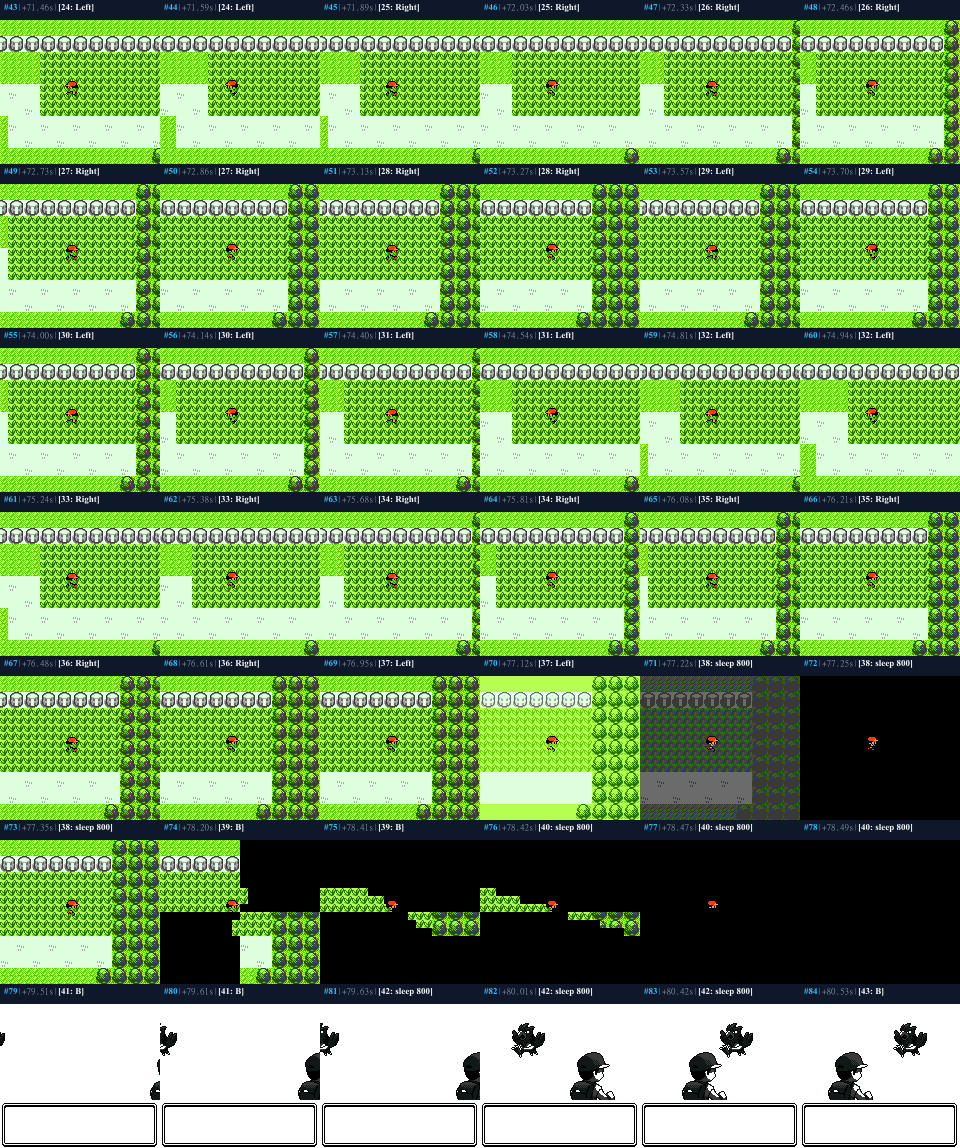 #43|+71.46s|[24: Left] #44|+71.59s|[24: Left] #45|+71.89s|[25: Right] #46|+72.03s|[25: Right] #47|+72.33s|[26: Right] #48|+72.46s|[26: Right]
#49|+72.73s|[27: Right] #50|+72.86s|[27: Right] #51|+73.13s|[28: Right] #52|+73.27s|[28: Right] #53|+73.57s|[29: Left] #54|+73.70s|[29: Left]
#55|+74.00s|[30: Left] #56|+74.14s|[30: Left] #57|+74.40s|[31: Left] #58|+74.54s|[31: Left] #59|+74.81s|[32: Left] #60|+74.94s|[32: Left]
#61|+75.24s|[33: Right] #62|+75.38s|[33: Right] #63|+75.68s|[34: Right] #64|+75.81s|[34: Right] #65|+76.08s|[35: Right] #66|+76.21s|[35: Right]
#67|+76.48s|[36: Right] #68|+76.61s|[36: Right] #69|+76.95s|[37: Left] #70|+77.12s|[37: Left] #71|+77.22s|[38: sleep 800] #72|+77.25s|[38: sleep 800]
#73|+77.35s|[38: sleep 800] #74|+78.20s|[39: B] #75|+78.41s|[39: B] #76|+78.42s|[40: sleep 800] #77|+78.47s|[40: sleep 800] #78|+78.49s|[40: sleep 800]
#79|+79.51s|[41: B] #80|+79.61s|[41: B] #81|+79.63s|[42: sleep 800] #82|+80.01s|[42: sleep 800] #83|+80.42s|[42: sleep 800] #84|+80.53s|[43: B]